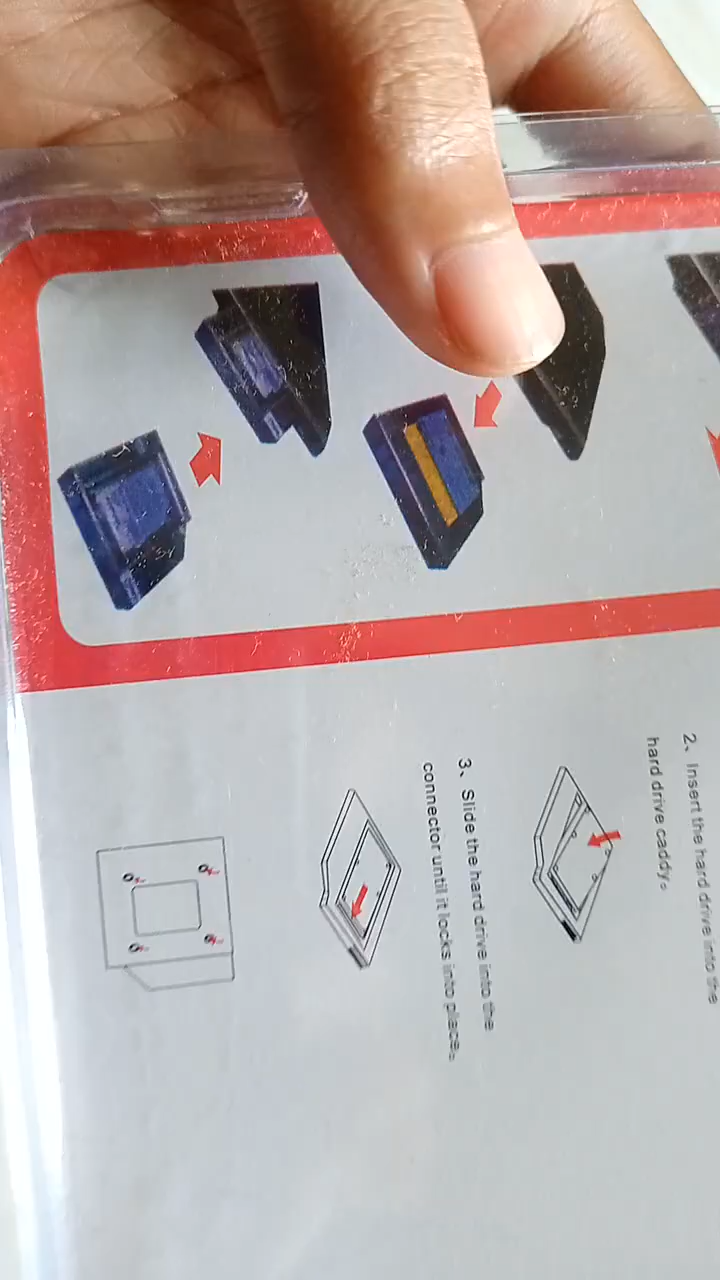 2、Insert the hard drive into the
hard drive caddy。
3、Slide the hard drive into the
connector until it locks into place。